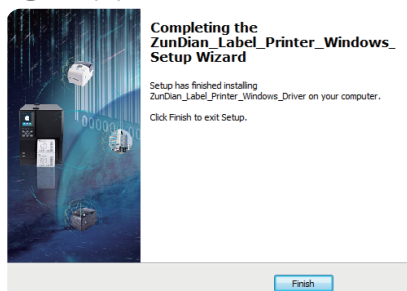 Completing the
ZunDian_Label_Printer_Windows_
Setup Wizard
Setup has finished installing
ZunDian_Label_Printer_Windows_Driver on your computer.
Click Finish to exit Setup.
Finish